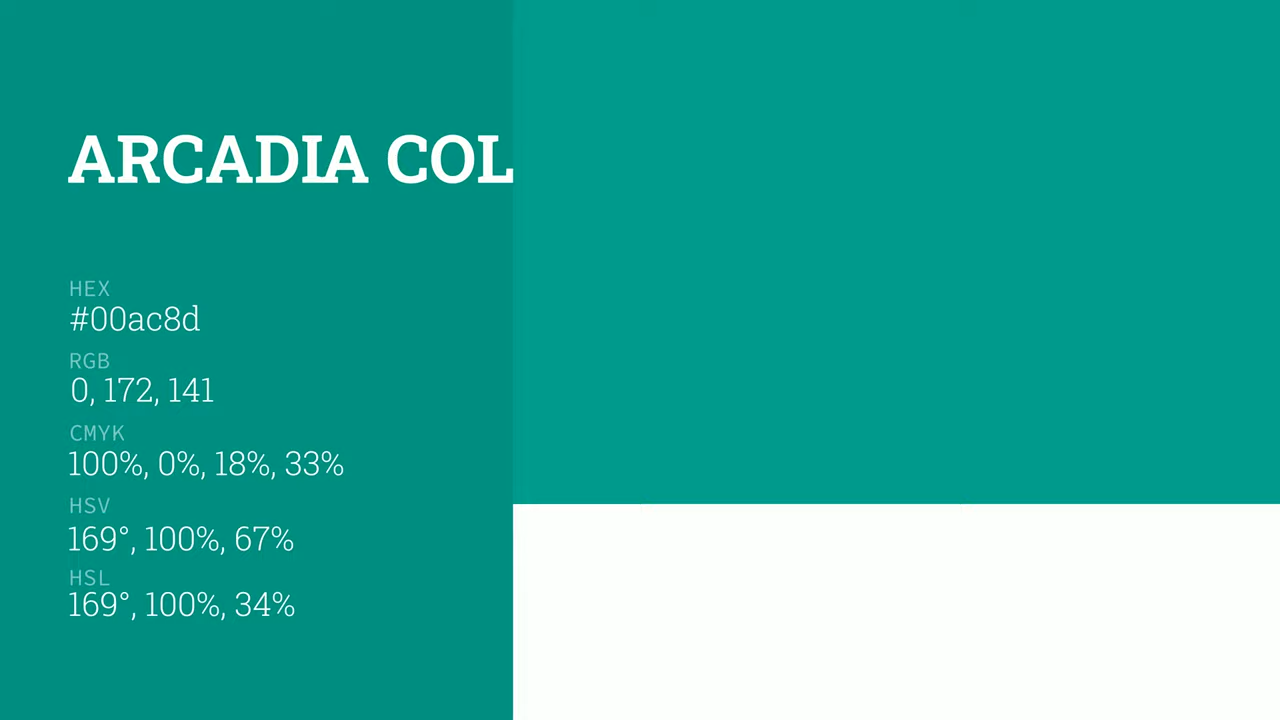 ARCADIA COL
HEX
#00ac8d
RGB
0, 172, 141
CMYK
100%, 0%, 18%, 33%
HSV
169°, 100%, 67%
HSL
169°, 100%, 34%